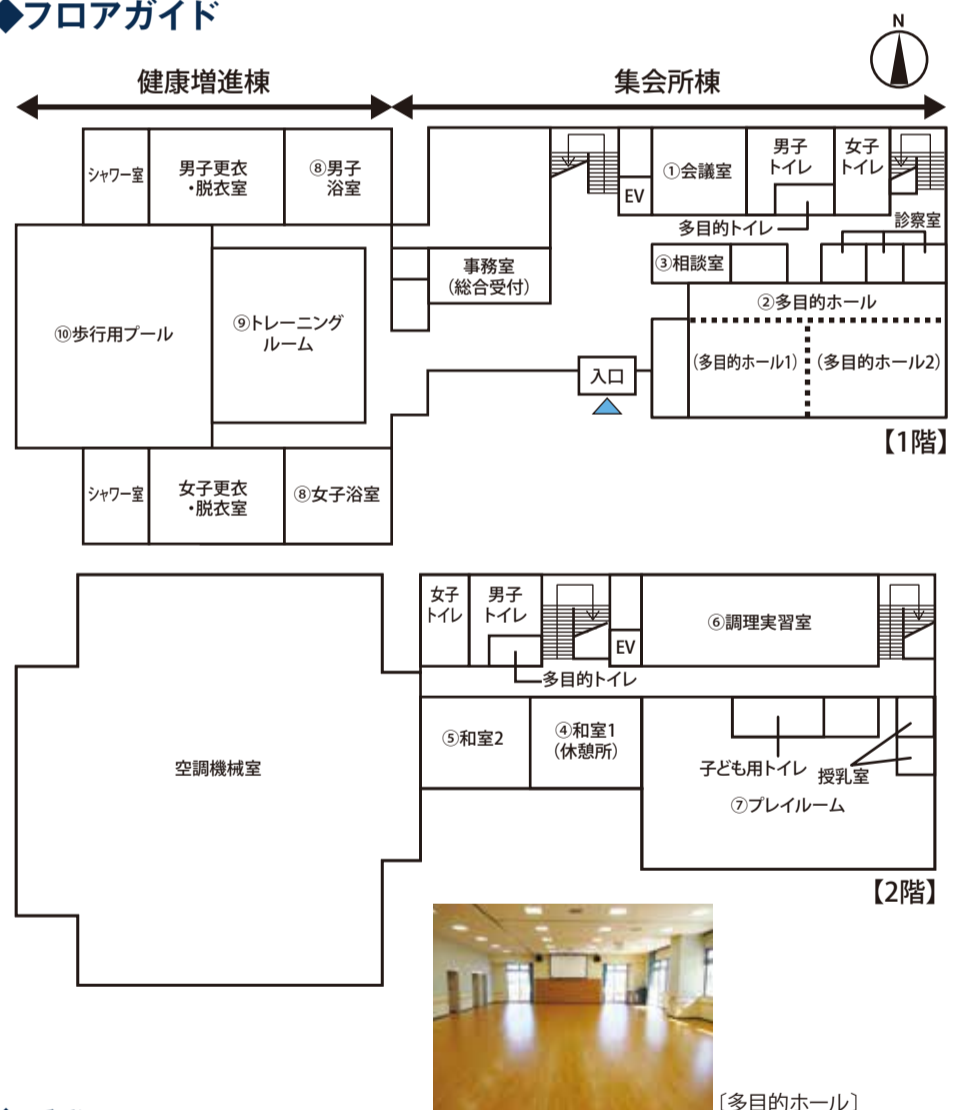 ◆フロアガイド
N
健康増進棟
集会所棟
シャワー室
男子更衣
・脱衣室
⑧男子
浴室
EV
①会議室
男子
トイレ
女子
トイレ
多目的トイレ
診察室
③相談室
事務室
(総合受付)
②多目的ホール
⑩歩行用プール
⑨トレーニング
ルーム
(多目的ホール1)
(多目的ホール2)
入口
【1階】
シャワー室
女子更衣
・脱衣室
⑧女子浴室
女子
トイレ
男子
トイレ
EV
⑥調理実習室
多目的トイレ
⑤和室2
④和室1
(休憩所)
空調機械室
子ども用トイレ
授乳室
⑦プレイルーム
【2階】
〔多目的ホール〕